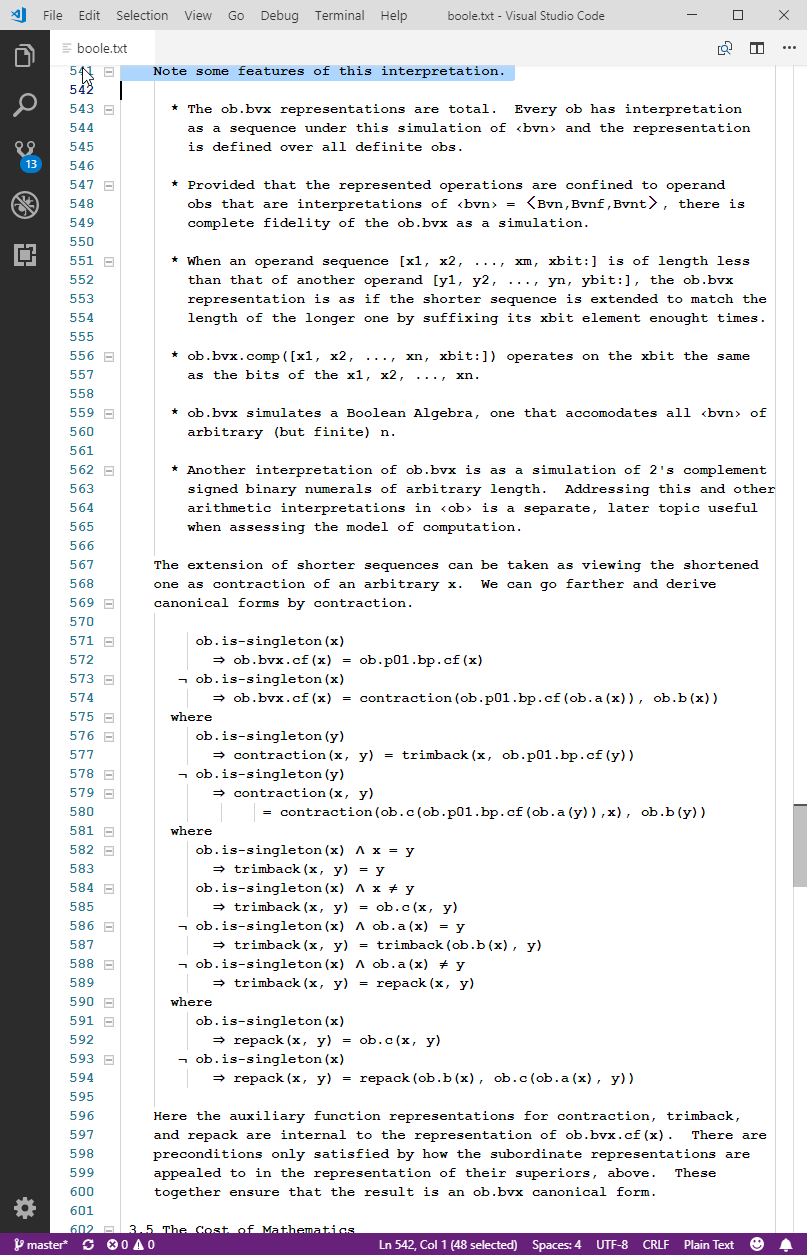 File Edit Selection View Go Debug Terminal Help boole.txt - Visual Studio Code
boole.txt
541 Note some features of this interpretation.
542
543 * The ob.bvx representations are total. Every ob has interpretation
544 as a sequence under this simulation of ‹bvn› and the representation
545 is defined over all definite obs.
546
547 * Provided that the represented operations are confined to operand
548 obs that are interpretations of ‹bvn› = 〈Bvn,Bvnf,Bvnt〉, there is
549 complete fidelity of the ob.bvx as a simulation.
550
551 * When an operand sequence [x1, x2, ..., xm, xbit:] is of length less
552 than that of another operand [y1, y2, ..., yn, ybit:], the ob.bvx
553 representation is as if the shorter sequence is extended to match the
554 length of the longer one by suffixing its xbit element enought times.
555
556 * ob.bvx.comp([x1, x2, ..., xn, xbit:]) operates on the xbit the same
557 as the bits of the x1, x2, ..., xn.
558
559 * ob.bvx simulates a Boolean Algebra, one that accomodates all ‹bvn› of
560 arbitrary (but finite) n.
561
562 * Another interpretation of ob.bvx is as a simulation of 2's complement
563 signed binary numerals of arbitrary length. Addressing this and other
564 arithmetic interpretations in ‹ob› is a separate, later topic useful
565 when assessing the model of computation.
566
567 The extension of shorter sequences can be taken as viewing the shortened
568 one as contraction of an arbitrary x. We can go farther and derive
569 canonical forms by contraction.
570
571 ob.is-singleton(x)
572 ⇒ ob.bvx.cf(x) = ob.p01.bp.cf(x)
573 ¬ ob.is-singleton(x)
574 ⇒ ob.bvx.cf(x) = contraction(ob.p01.bp.cf(ob.a(x)), ob.b(x))
575 where
576 ob.is-singleton(y)
577 ⇒ contraction(x, y) = trimback(x, ob.p01.bp.cf(y))
578 ¬ ob.is-singleton(y)
579 ⇒ contraction(x, y)
580 = contraction(ob.c(ob.p01.bp.cf(ob.a(y)),x), ob.b(y))
581 where
582 ob.is-singleton(x) ∧ x = y
583 ⇒ trimback(x, y) = y
584 ob.is-singleton(x) ∧ x ≠ y
585 ⇒ trimback(x, y) = ob.c(x, y)
586 ¬ ob.is-singleton(x) ∧ ob.a(x) = y
587 ⇒ trimback(x, y) = trimback(ob.b(x), y)
588 ¬ ob.is-singleton(x) ∧ ob.a(x) ≠ y
589 ⇒ trimback(x, y) = repack(x, y)
590 where
591 ob.is-singleton(x)
592 ⇒ repack(x, y) = ob.c(x, y)
593 ¬ ob.is-singleton(x)
594 ⇒ repack(x, y) = repack(ob.b(x), ob.c(ob.a(x), y))
595
596 Here the auxiliary function representations for contraction, trimback,
597 and repack are internal to the representation of ob.bvx.cf(x). There are
598 preconditions only satisfied by how the subordinate representations are
599 appealed to in the representation of their superiors, above. These
600 together ensure that the result is an ob.bvx canonical form.
601
602 3.5 The Cost of Mathematics
13
master* 0 0 Ln 542, Col 1 (48 selected) Spaces: 4 UTF-8 CRLF Plain Text